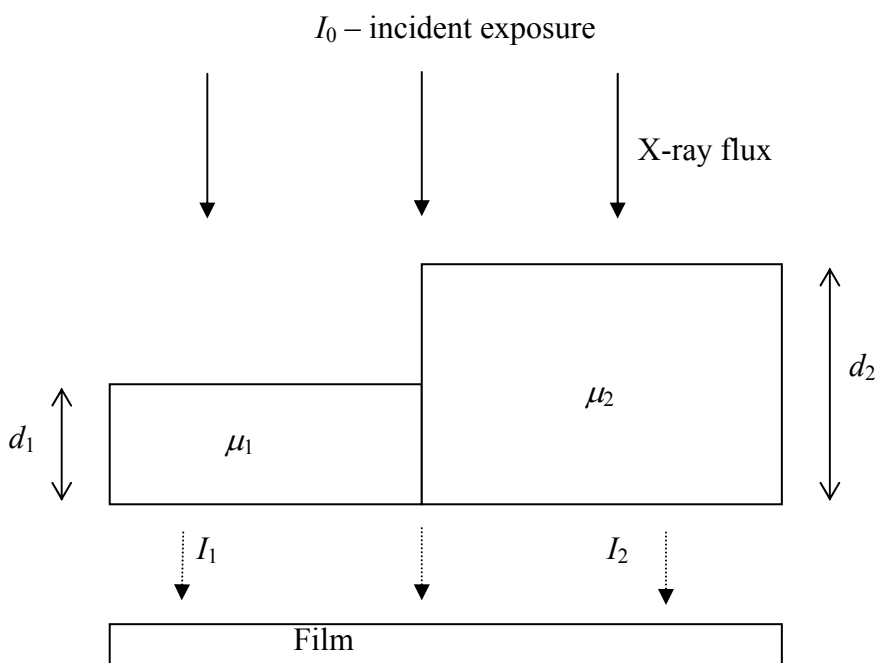 I₀ – incident exposure
X-ray flux
d₂
μ₂
d₁
μ₁
I₁
I₂
Film